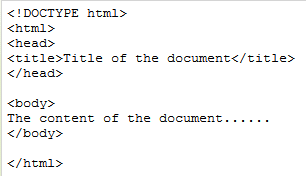 <!DOCTYPE html>
<html>
<head>
<title>Title of the document</title>
</head>

<body>
The content of the document......
</body>

</html>